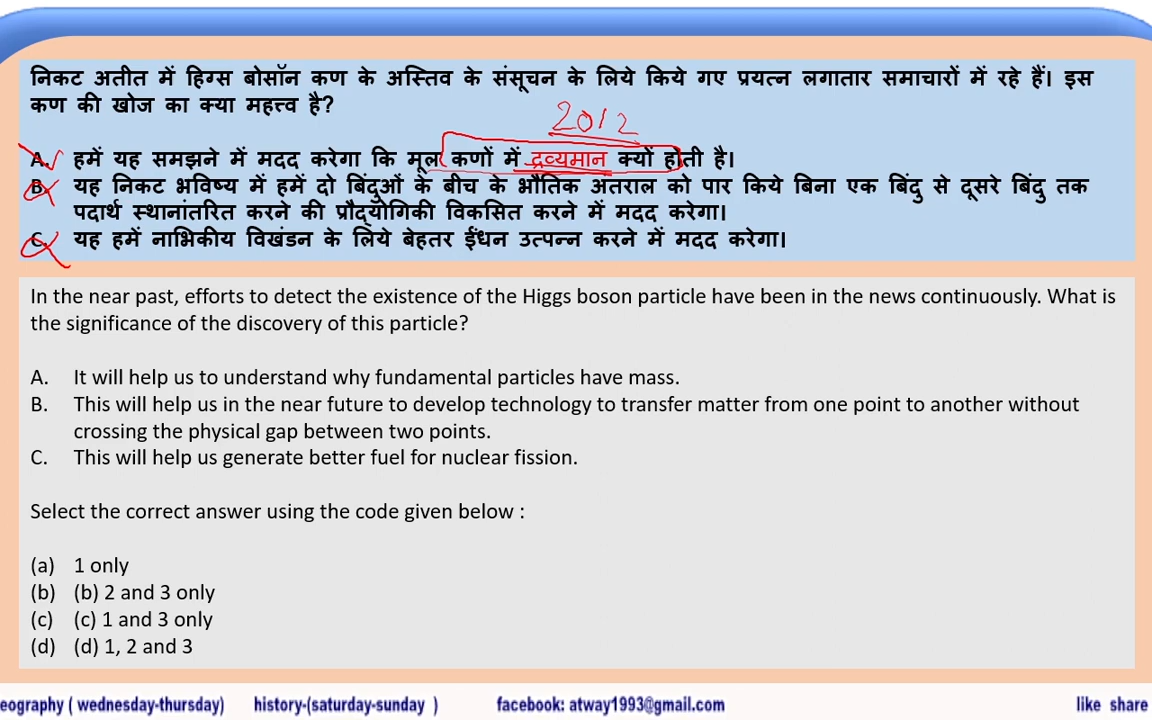 निकट अतीत में हिग्स बोसॉन कण के अस्तिव के संसूचन के लिये किये गए प्रयत्न लगातार समाचारों में रहे हैं। इस
कण की खोज का क्या महत्त्व है?
2012
A. हमें यह समझने में मदद करेगा कि मूल कणों में द्रव्यमान क्यों होती है।
B. यह निकट भविष्य में हमें दो बिंदुओं के बीच के भौतिक अंतराल को पार किये बिना एक बिंदु से दूसरे बिंदु तक
पदार्थ स्थानांतरित करने की प्रौद्योगिकी विकसित करने में मदद करेगा।
C. यह हमें नाभिकीय विखंडन के लिये बेहतर ईंधन उत्पन्न करने में मदद करेगा।
In the near past, efforts to detect the existence of the Higgs boson particle have been in the news continuously. What is
the significance of the discovery of this particle?
A. It will help us to understand why fundamental particles have mass.
B. This will help us in the near future to develop technology to transfer matter from one point to another without
crossing the physical gap between two points.
C. This will help us generate better fuel for nuclear fission.
Select the correct answer using the code given below :
(a) 1 only
(b) (b) 2 and 3 only
(c) (c) 1 and 3 only
(d) (d) 1, 2 and 3
eography ( wednesday-thursday) history-(saturday-sunday ) facebook: atway1993@gmail.com like share